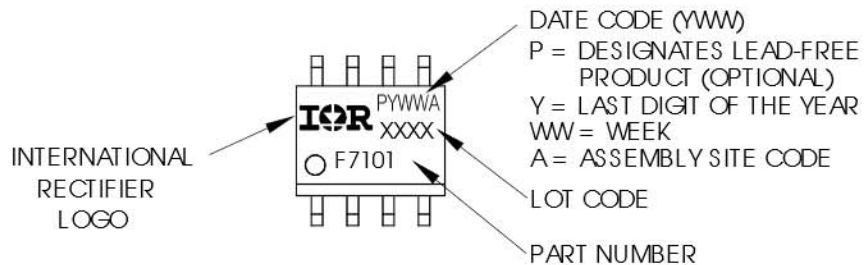 DATE CODE (YWW)
P = DESIGNATES LEAD-FREE
PRODUCT (OPTIONAL)
Y = LAST DIGIT OF THE YEAR
WW = WEEK
A = ASSEMBLY SITE CODE
LOT CODE
PART NUMBER
INTERNATIONAL
RECTIFIER
LOGO
IOR
PYWWA
XXXX
F7101